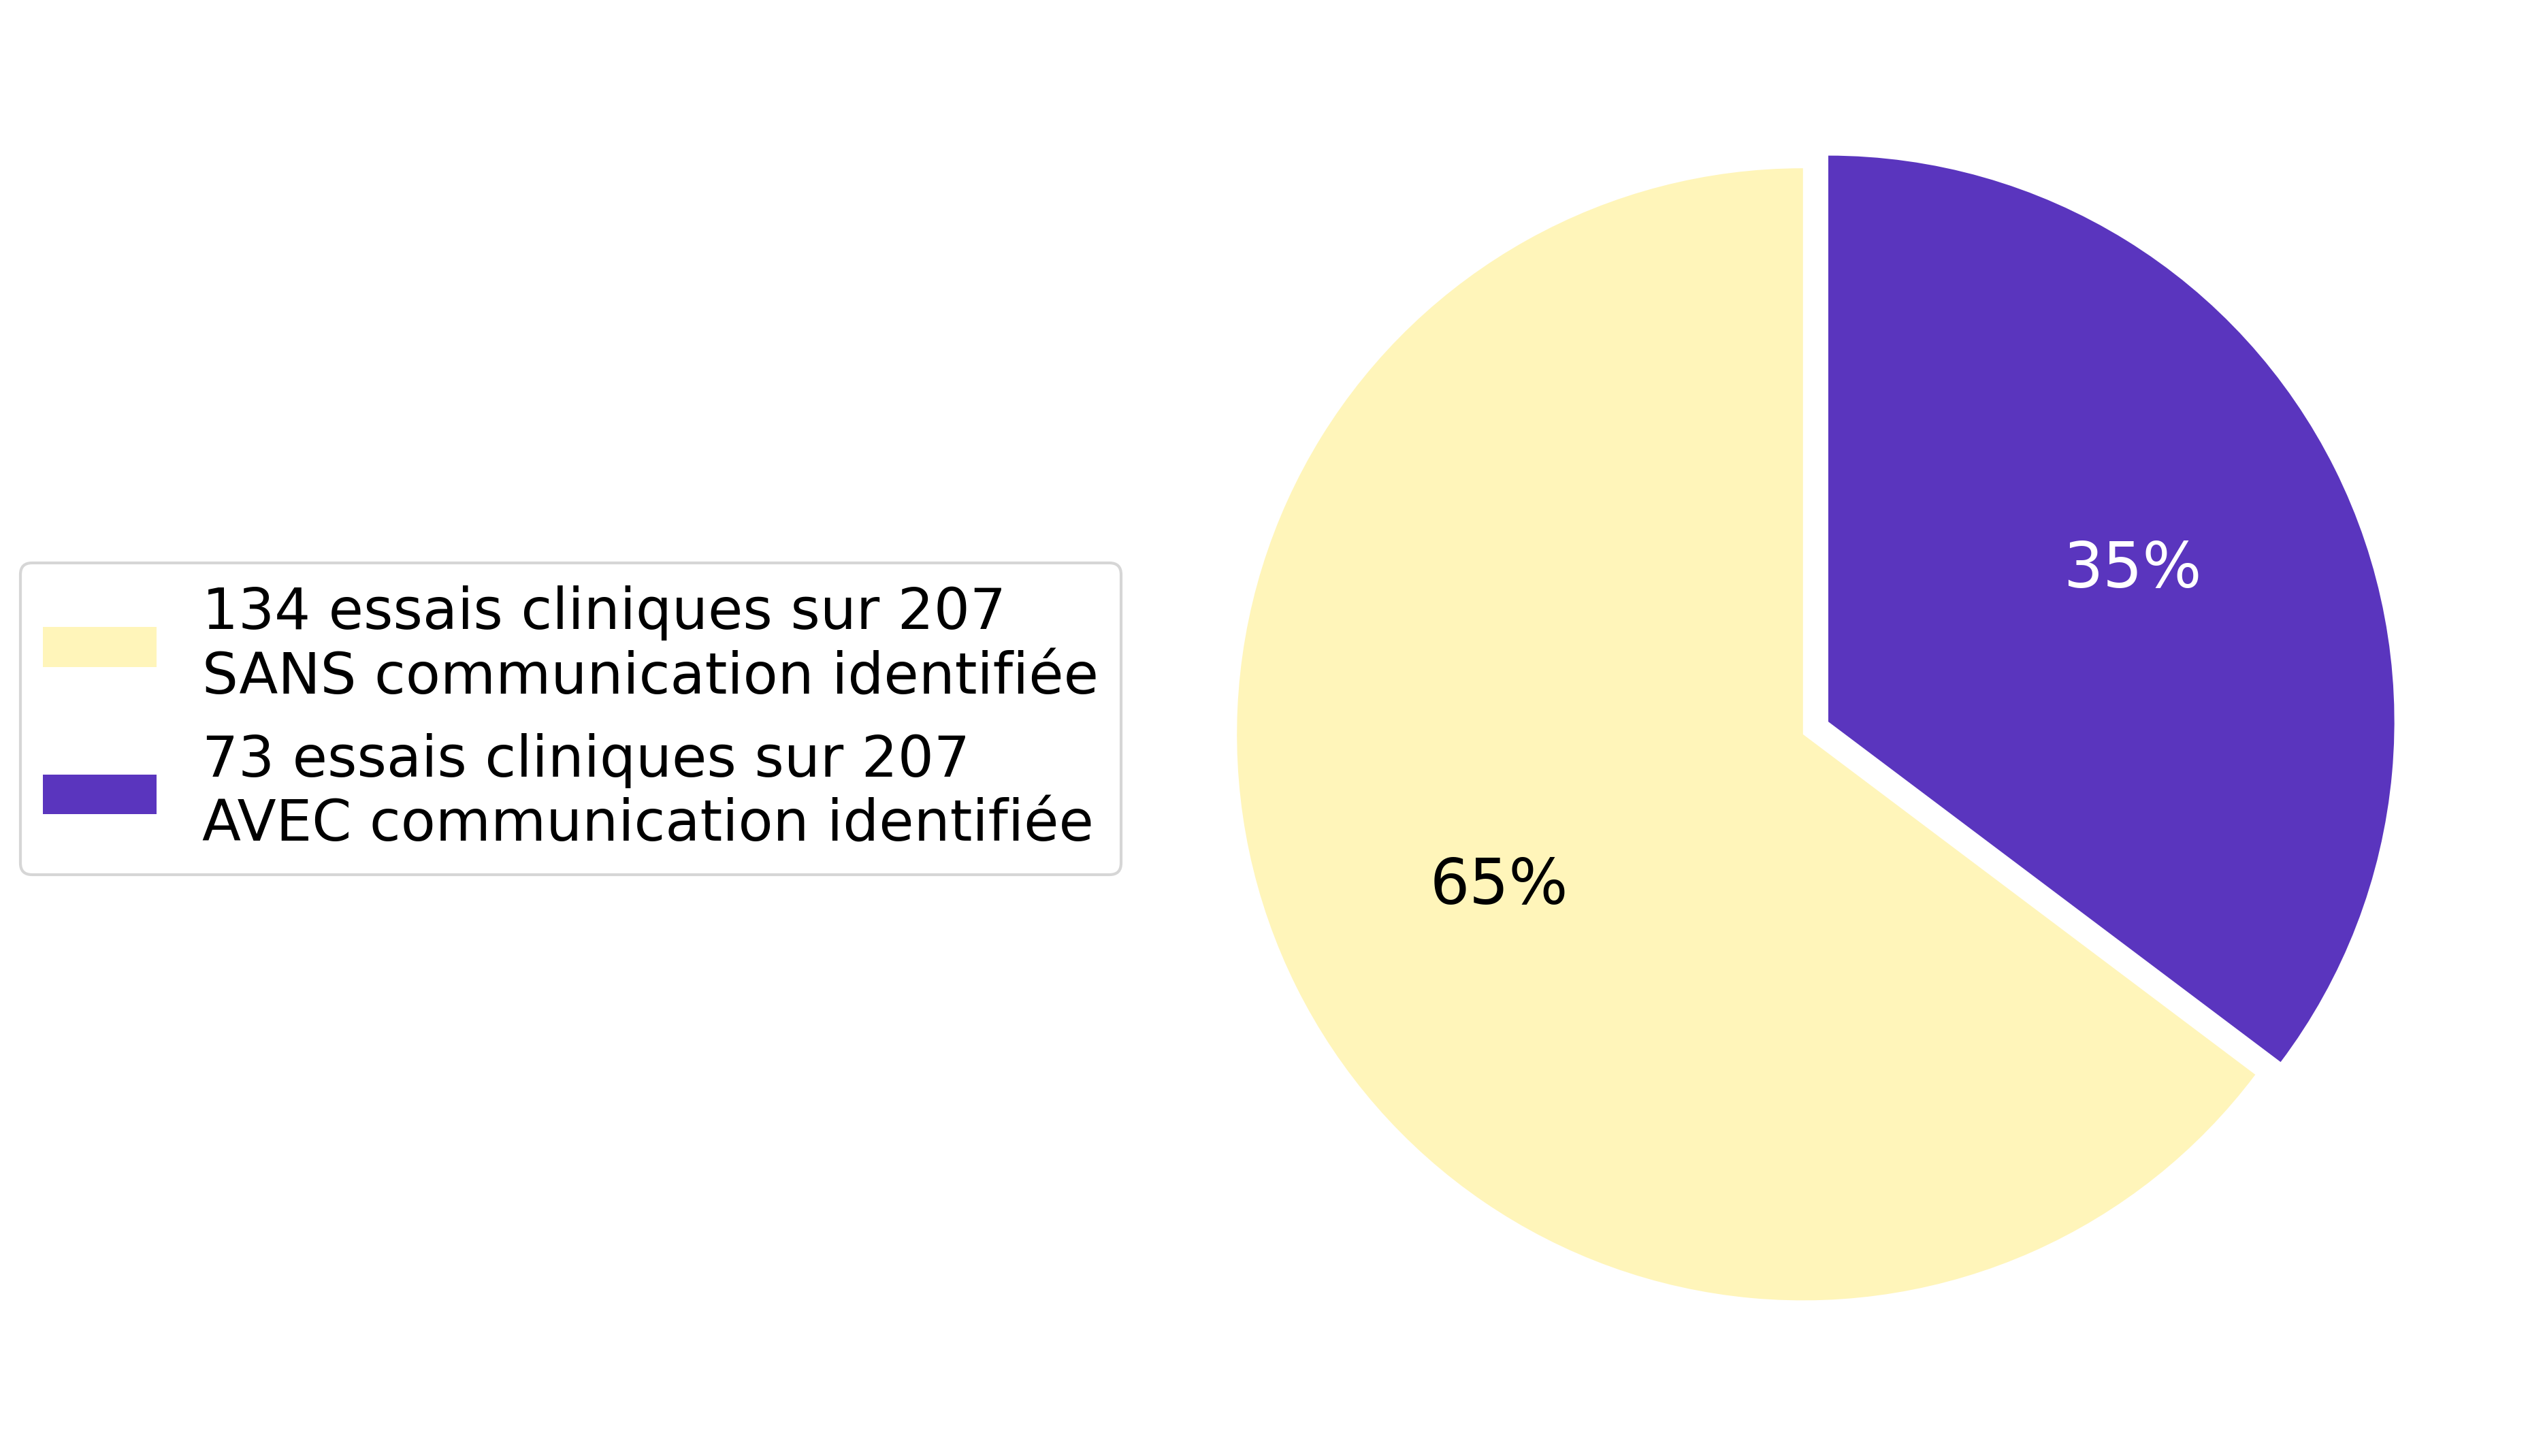 134 essais cliniques sur 207
SANS communication identifiée
73 essais cliniques sur 207
AVEC communication identifiée
35%
65%